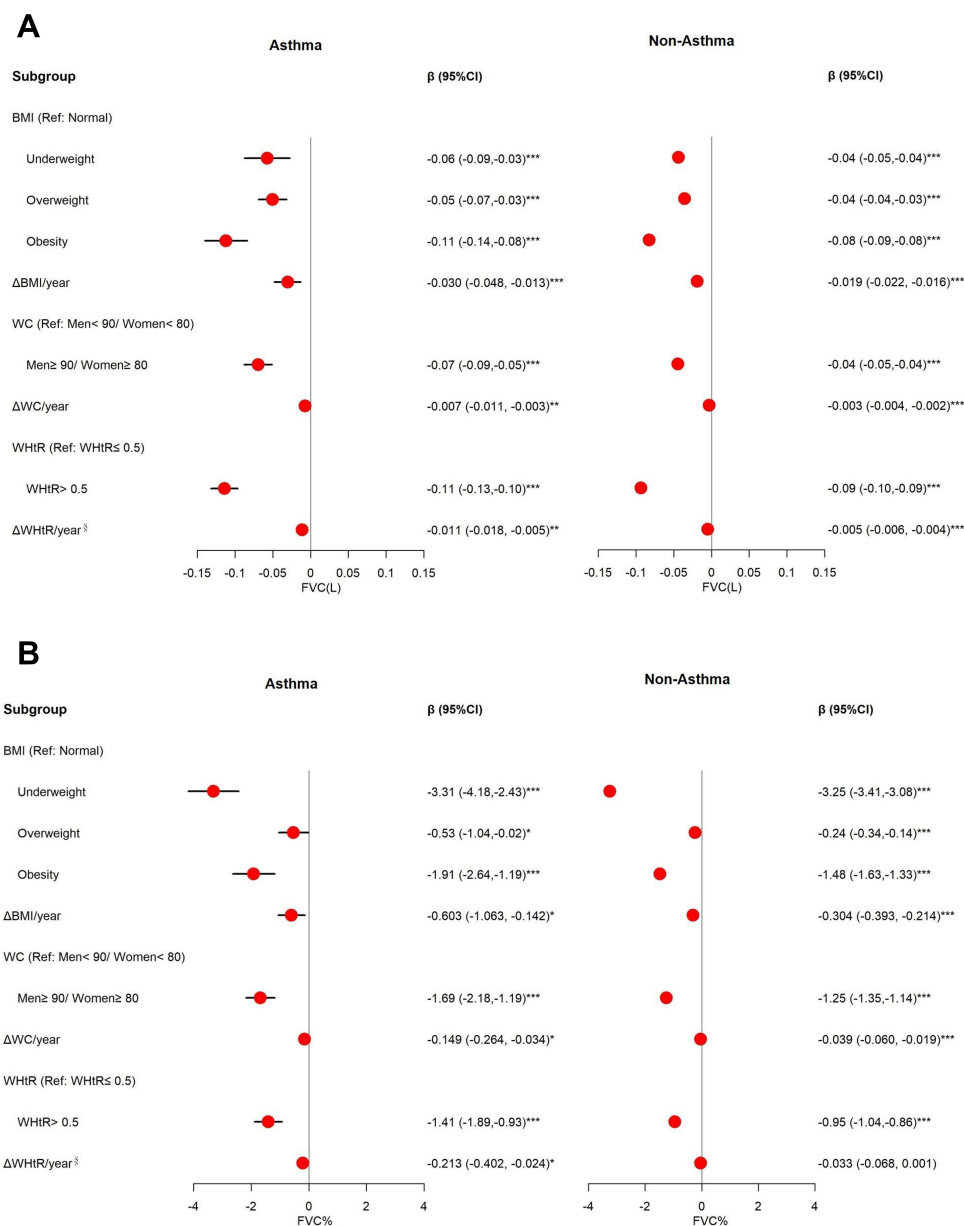 A
Asthma Non-Asthma
Subgroup β (95%CI) β (95%CI)
BMI (Ref: Normal)
Underweight -0.06 (-0.09,-0.03)*** -0.04 (-0.05,-0.04)***
Overweight -0.05 (-0.07,-0.03)*** -0.04 (-0.04,-0.03)***
Obesity -0.11 (-0.14,-0.08)*** -0.08 (-0.09,-0.08)***
ΔBMI/year -0.030 (-0.048, -0.013)*** -0.019 (-0.022, -0.016)***
WC (Ref: Men< 90/ Women< 80)
Men≥ 90/ Women≥ 80 -0.07 (-0.09,-0.05)*** -0.04 (-0.05,-0.04)***
ΔWC/year -0.007 (-0.011, -0.003)** -0.003 (-0.004, -0.002)***
WHtR (Ref: WHtR≤ 0.5)
WHtR> 0.5 -0.11 (-0.13,-0.10)*** -0.09 (-0.10,-0.09)***
ΔWHtR/year§ -0.011 (-0.018, -0.005)** -0.005 (-0.006, -0.004)***
-0.15 -0.1 -0.05 0 0.05 0.1 0.15 -0.15 -0.1 -0.05 0 0.05 0.1 0.15
FVC(L) FVC(L)
B
Asthma Non-Asthma
Subgroup β (95%CI) β (95%CI)
BMI (Ref: Normal)
Underweight -3.31 (-4.18,-2.43)*** -3.25 (-3.41,-3.08)***
Overweight -0.53 (-1.04,-0.02)* -0.24 (-0.34,-0.14)***
Obesity -1.91 (-2.64,-1.19)*** -1.48 (-1.63,-1.33)***
ΔBMI/year -0.603 (-1.063, -0.142)* -0.304 (-0.393, -0.214)***
WC (Ref: Men< 90/ Women< 80)
Men≥ 90/ Women≥ 80 -1.69 (-2.18,-1.19)*** -1.25 (-1.35,-1.14)***
ΔWC/year -0.149 (-0.264, -0.034)* -0.039 (-0.060, -0.019)***
WHtR (Ref: WHtR≤ 0.5)
WHtR> 0.5 -1.41 (-1.89,-0.93)*** -0.95 (-1.04,-0.86)***
ΔWHtR/year§ -0.213 (-0.402, -0.024)* -0.033 (-0.068, 0.001)
-4 -2 0 2 4 -4 -2 0 2 4
FVC% FVC%